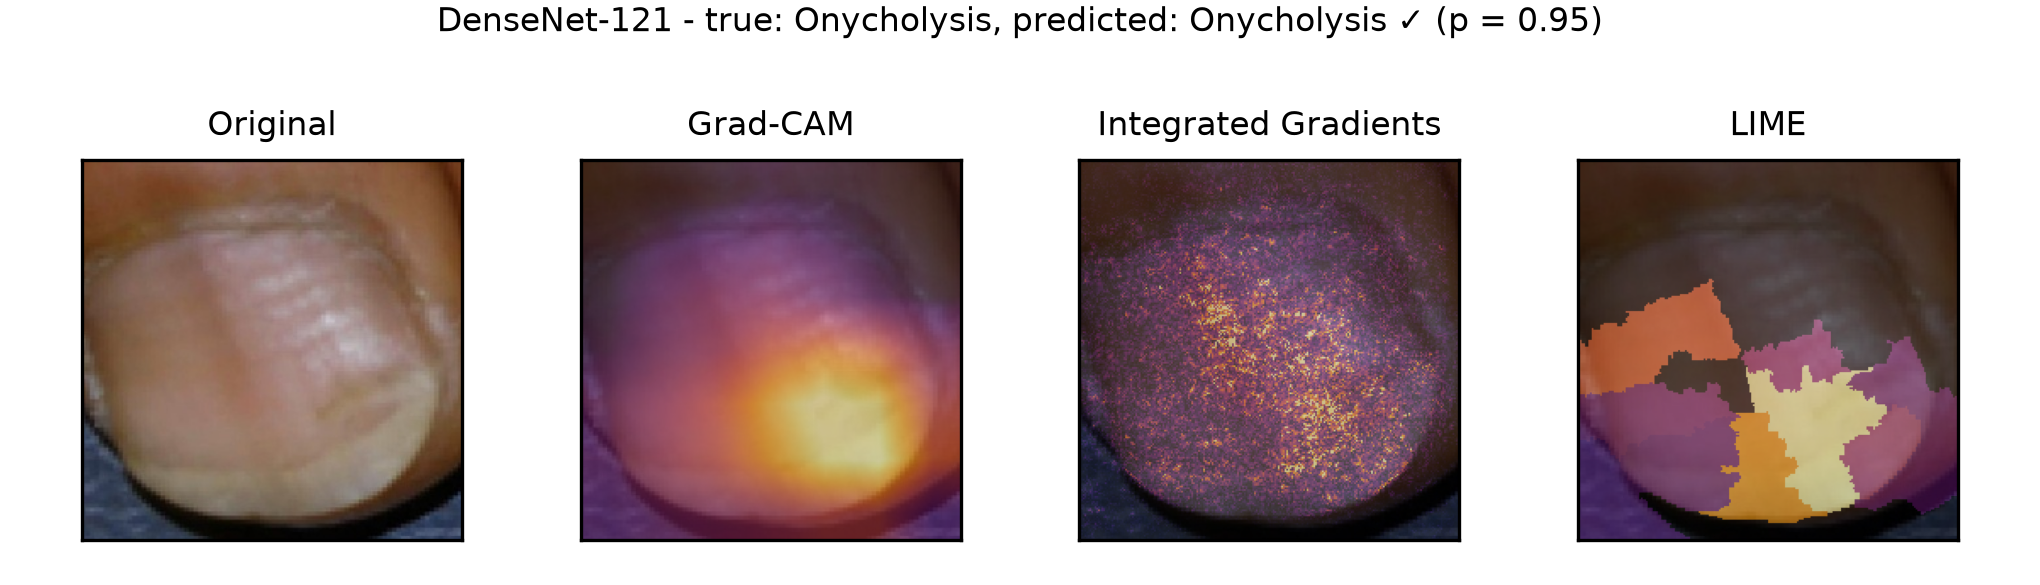 DenseNet-121 - true: Onycholysis, predicted: Onycholysis ✓ (p = 0.95)
Original
Grad-CAM
Integrated Gradients
LIME